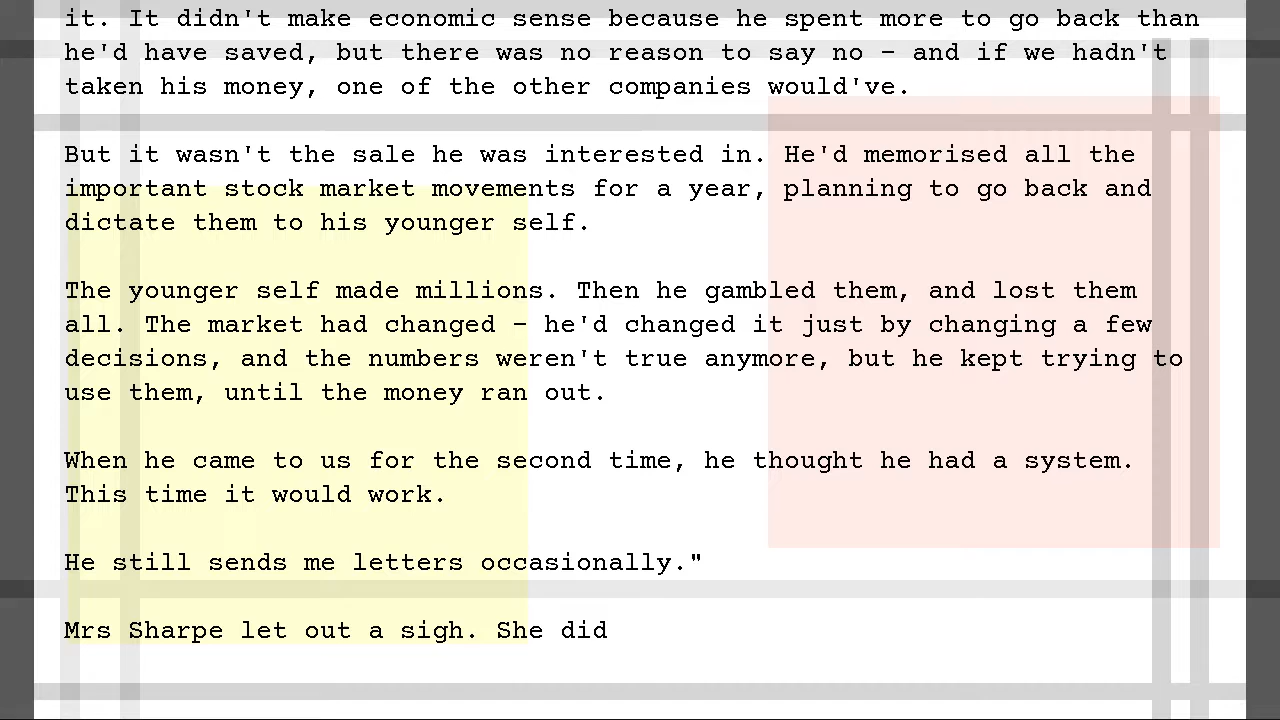 it. It didn't make economic sense because he spent more to go back than
he'd have saved, but there was no reason to say no – and if we hadn't
taken his money, one of the other companies would've.
But it wasn't the sale he was interested in. He'd memorised all the
important stock market movements for a year, planning to go back and
dictate them to his younger self.
The younger self made millions. Then he gambled them, and lost them
all. The market had changed – he'd changed it just by changing a few
decisions, and the numbers weren't true anymore, but he kept trying to
use them, until the money ran out.
When he came to us for the second time, he thought he had a system.
This time it would work.
He still sends me letters occasionally."
Mrs Sharpe let out a sigh. She did